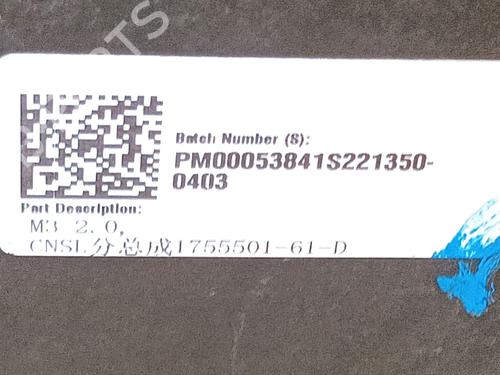 Batch Number (S):
PM00053841S221350-
0403
Part Description:
M3 2.0,
CNSL分总成1755501-61-D